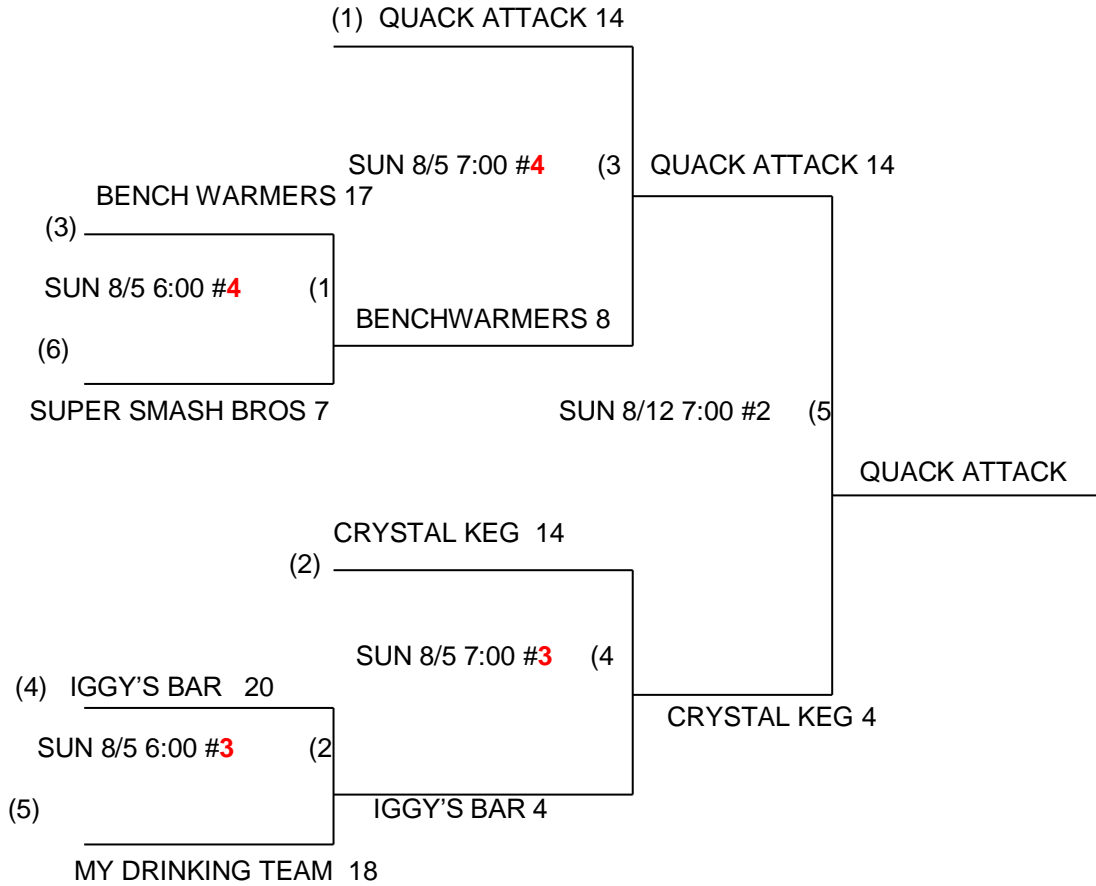 (1) QUACK ATTACK 14
SUN 8/5 7:00 #4 (3
QUACK ATTACK 14
BENCH WARMERS 17
(3)
SUN 8/5 6:00 #4 (1
BENCHWARMERS 8
(6)
SUPER SMASH BROS 7
SUN 8/12 7:00 #2 (5
QUACK ATTACK
CRYSTAL KEG 14
(2)
SUN 8/5 7:00 #3 (4
(4) IGGY’S BAR 20
CRYSTAL KEG 4
SUN 8/5 6:00 #3 (2
(5)
IGGY’S BAR 4
MY DRINKING TEAM 18